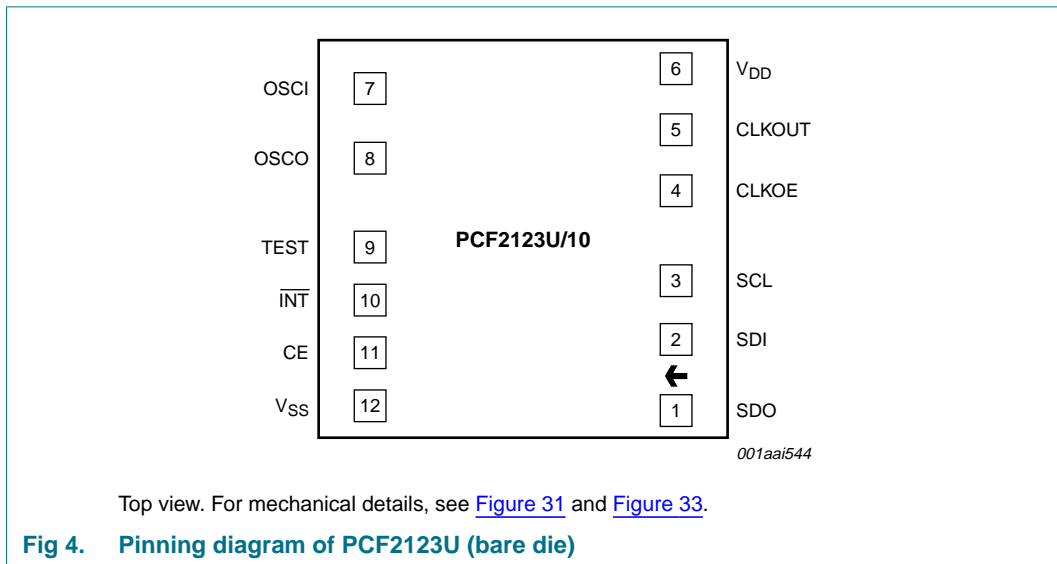 6 V_DD
OSCI 7
5 CLKOUT
OSCO 8
4 CLKOE
PCF2123U/10
TEST 9
3 SCL
INT 10
2 SDI
CE 11
V_SS 12
1 SDO
001aai544
Top view. For mechanical details, see Figure 31 and Figure 33.
Fig 4. Pinning diagram of PCF2123U (bare die)